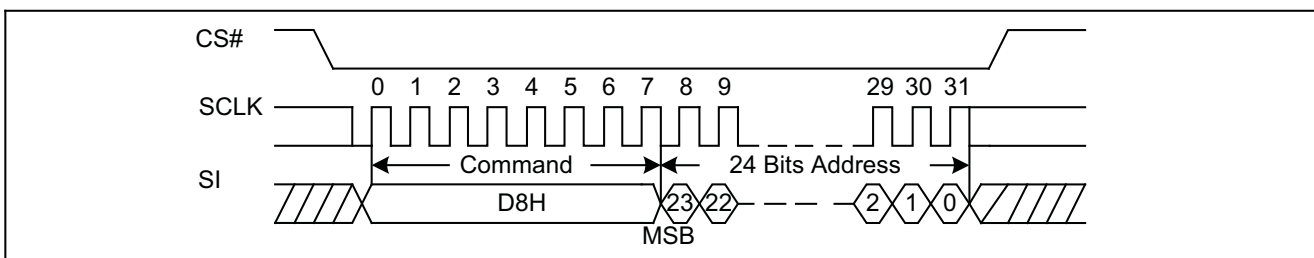 CS#
0 1 2 3 4 5 6 7 8 9 29 30 31
SCLK
Command 24 Bits Address
SI
D8H 23 22 2 1 0
MSB